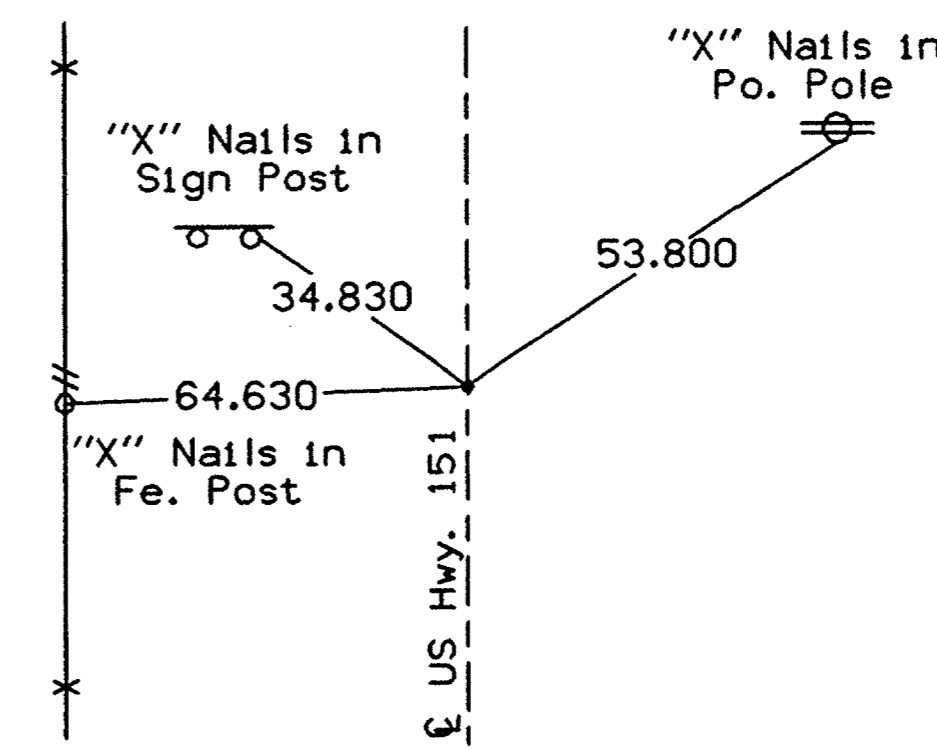 "X" Nails in
Po. Pole
"X" Nails in
Sign Post
53.800
34.830
64.630
"X" Nails in
Fe. Post
℄ US Hwy. 151